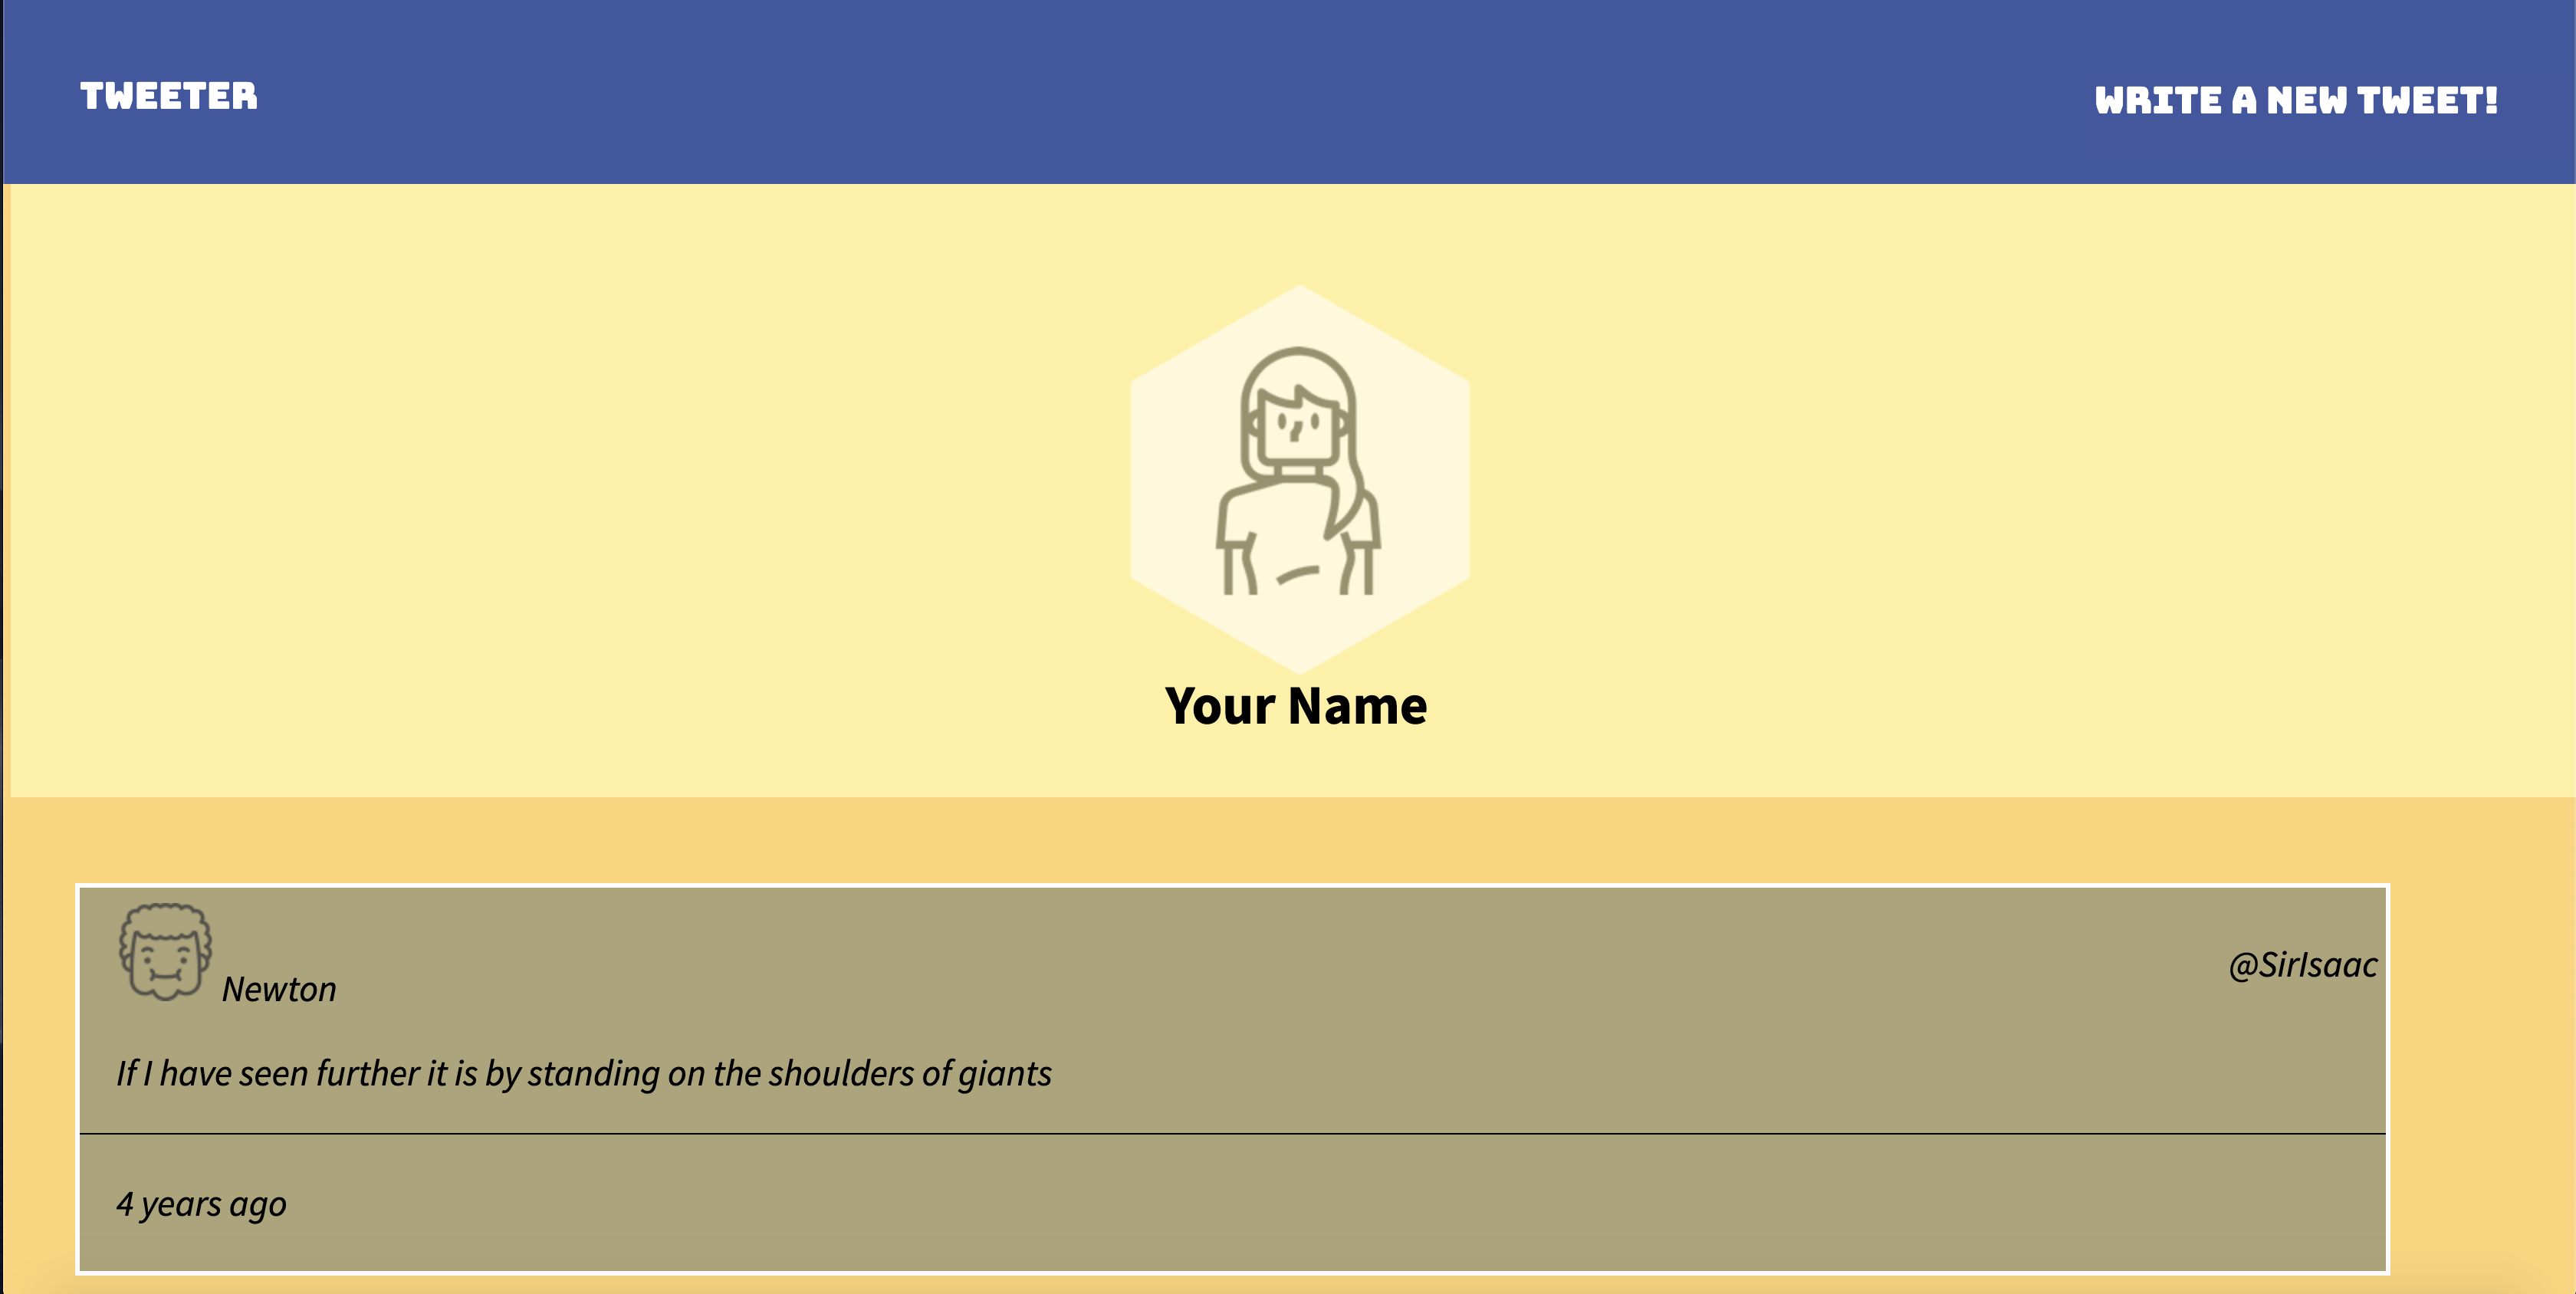 TWEETER
WRITE A NEW TWEET!
Your Name
Newton
@SirIsaac
If I have seen further it is by standing on the shoulders of giants
4 years ago